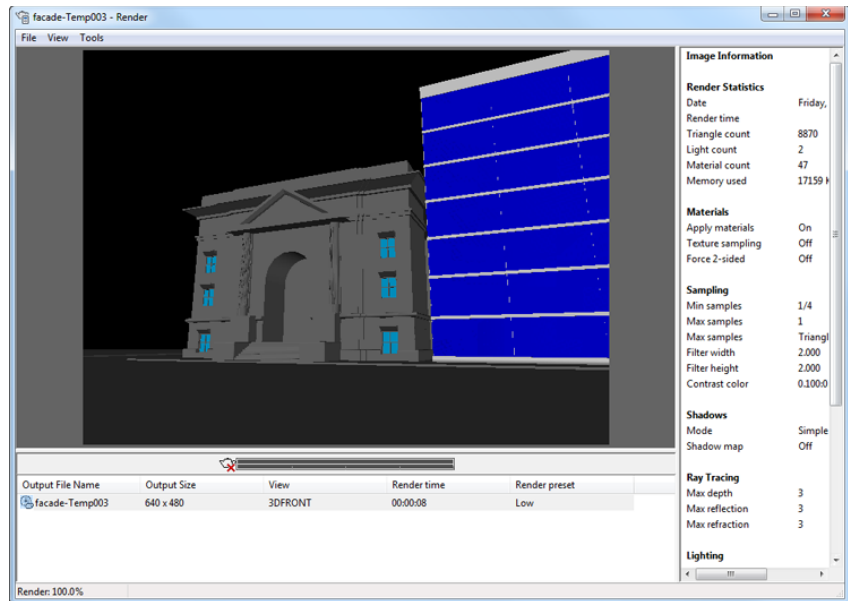 facade-Temp003 - Render
File View Tools
Image Information
Render Statistics
Date Friday,
Render time
Triangle count 8870
Light count 2
Material count 47
Memory used 17159 K
Materials
Apply materials On
Texture sampling Off
Force 2-sided Off
Sampling
Min samples 1/4
Max samples 1
Max samples Triangl
Filter width 2.000
Filter height 2.000
Contrast color 0.100:0
Shadows
Mode Simple
Shadow map Off
Ray Tracing
Max depth 3
Max reflection 3
Max refraction 3
Lighting
Output File Name Output Size View Render time Render preset
facade-Temp003 640 x 480 3DFRONT 00:00:08 Low
Render: 100.0%